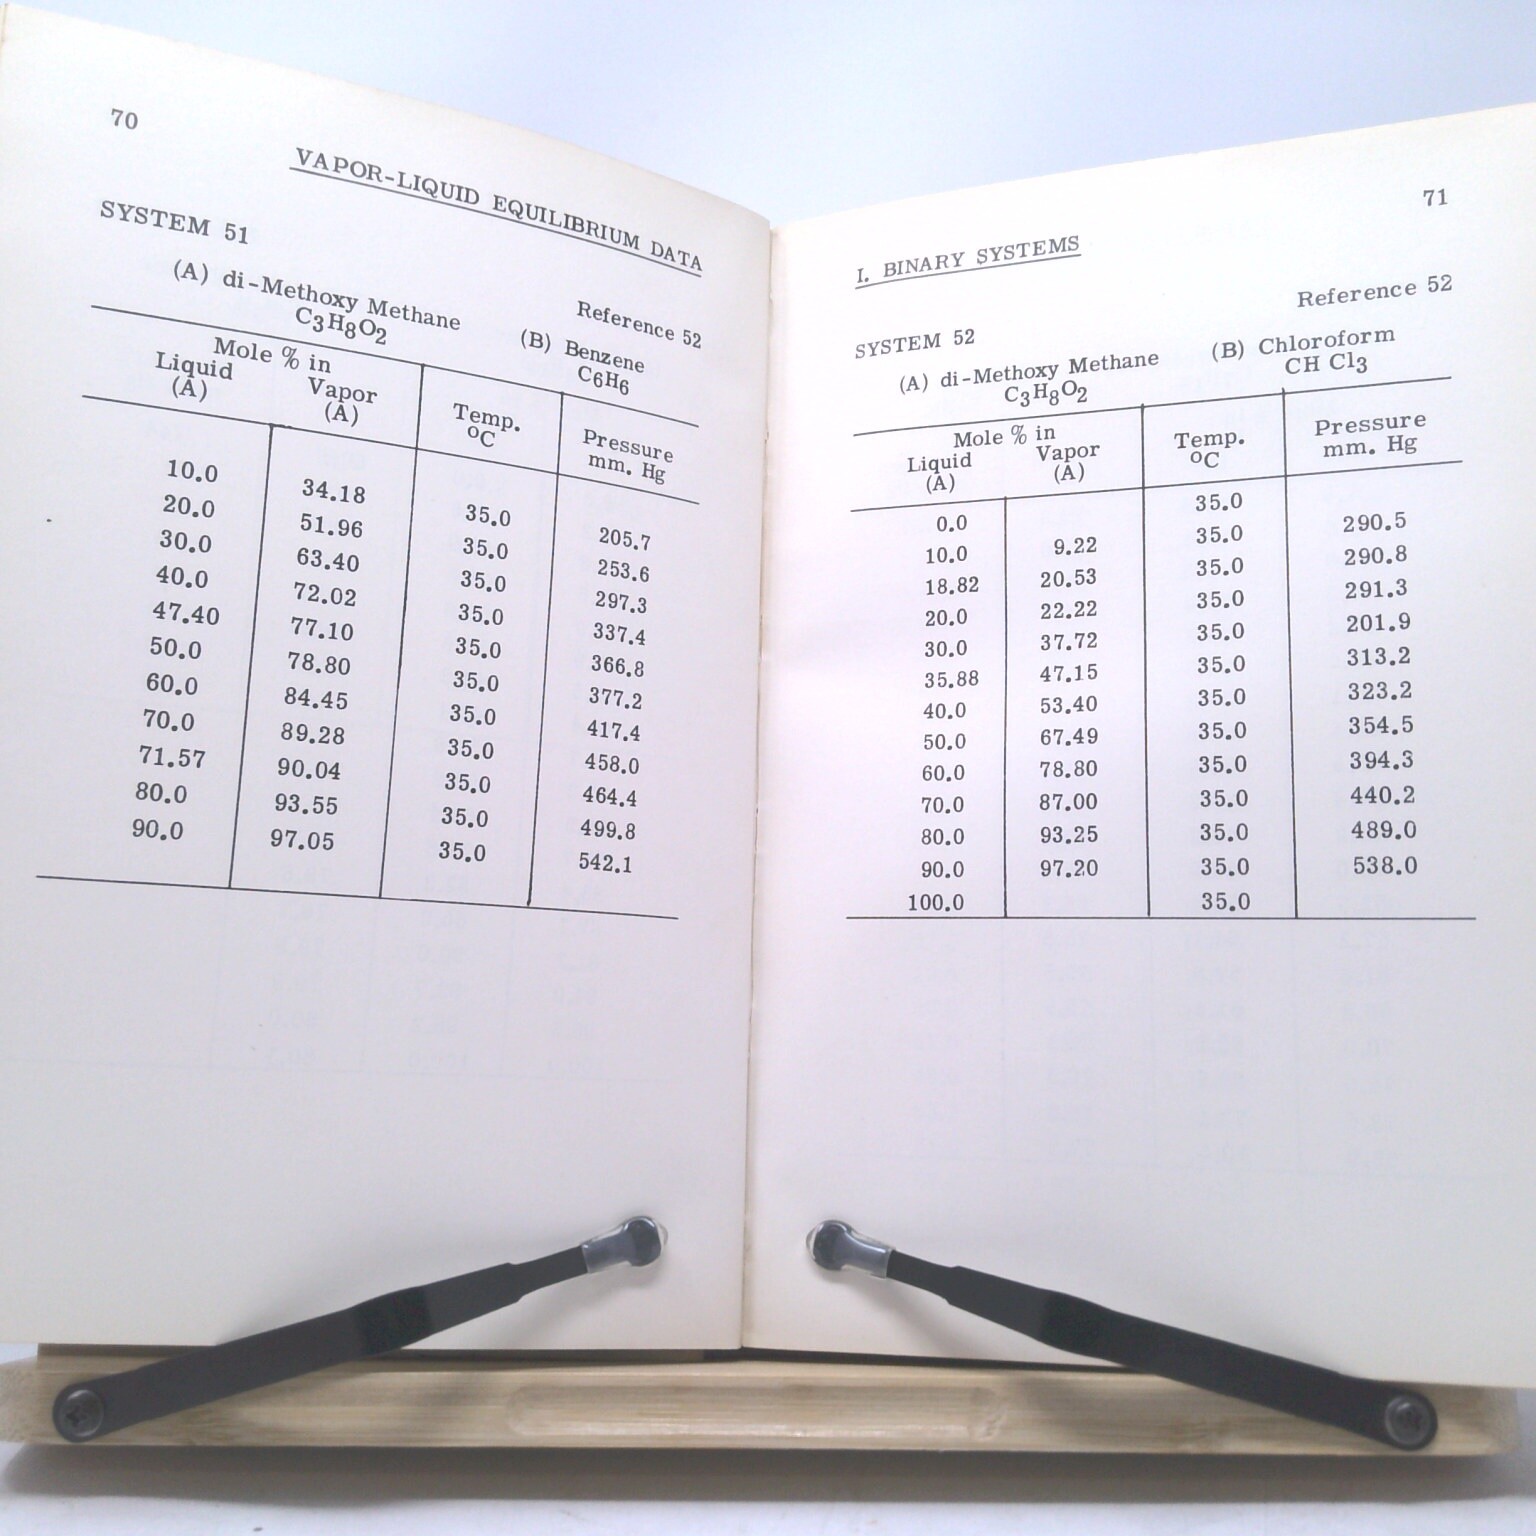 70
VAPOR-LIQUID EQUILIBRIUM DATA
SYSTEM 51
Reference 52
(A) di-Methoxy Methane (B) Benzene
C3H8O2 C6H6
Mole % in
Liquid Vapor Temp. Pressure
(A) (A) °C mm. Hg
10.0 34.18 35.0 205.7
20.0 51.96 35.0 253.6
30.0 63.40 35.0 297.3
40.0 72.02 35.0 337.4
47.40 77.10 35.0 366.8
50.0 78.80 35.0 377.2
60.0 84.45 35.0 417.4
70.0 89.28 35.0 458.0
71.57 90.04 35.0 464.4
80.0 93.55 35.0 499.8
90.0 97.05 35.0 542.1
71
I. BINARY SYSTEMS
Reference 52
SYSTEM 52
(A) di-Methoxy Methane (B) Chloroform
C3H8O2 CH Cl3
Mole % in
Liquid Vapor Temp. Pressure
(A) (A) °C mm. Hg
0.0 35.0
10.0 9.22 35.0 290.5
18.82 20.53 35.0 290.8
20.0 22.22 35.0 291.3
30.0 37.72 35.0 201.9
35.88 47.15 35.0 313.2
40.0 53.40 35.0 323.2
50.0 67.49 35.0 354.5
60.0 78.80 35.0 394.3
70.0 87.00 35.0 440.2
80.0 93.25 35.0 489.0
90.0 97.20 35.0 538.0
100.0 35.0